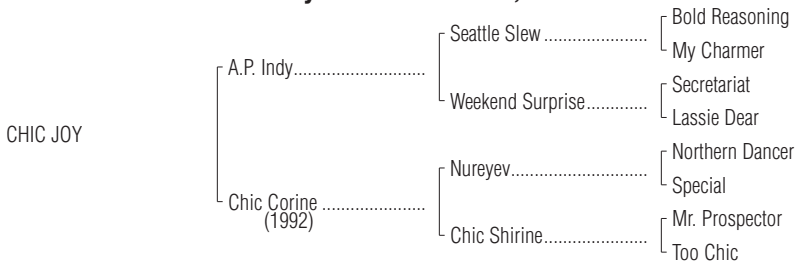 Bold Reasoning
Seattle Slew ......................
My Charmer
A.P. Indy...........................
Secretariat
Weekend Surprise.............
Lassie Dear
CHIC JOY
Northern Dancer
Nureyev............................
Special
Chic Corine .....................
(1992)
Mr. Prospector
Chic Shirine.....................
Too Chic